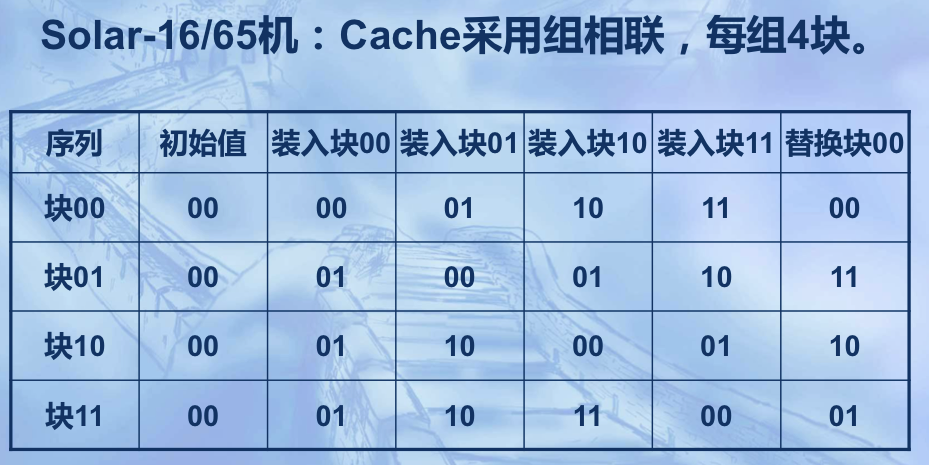 Solar-16/65机：Cache采用组相联，每组4块。
序列 初始值 装入块00 装入块01 装入块10 装入块11 替换块00
块00 00 00 01 10 11 00
块01 00 01 00 01 10 11
块10 00 01 10 00 01 10
块11 00 01 10 11 00 01